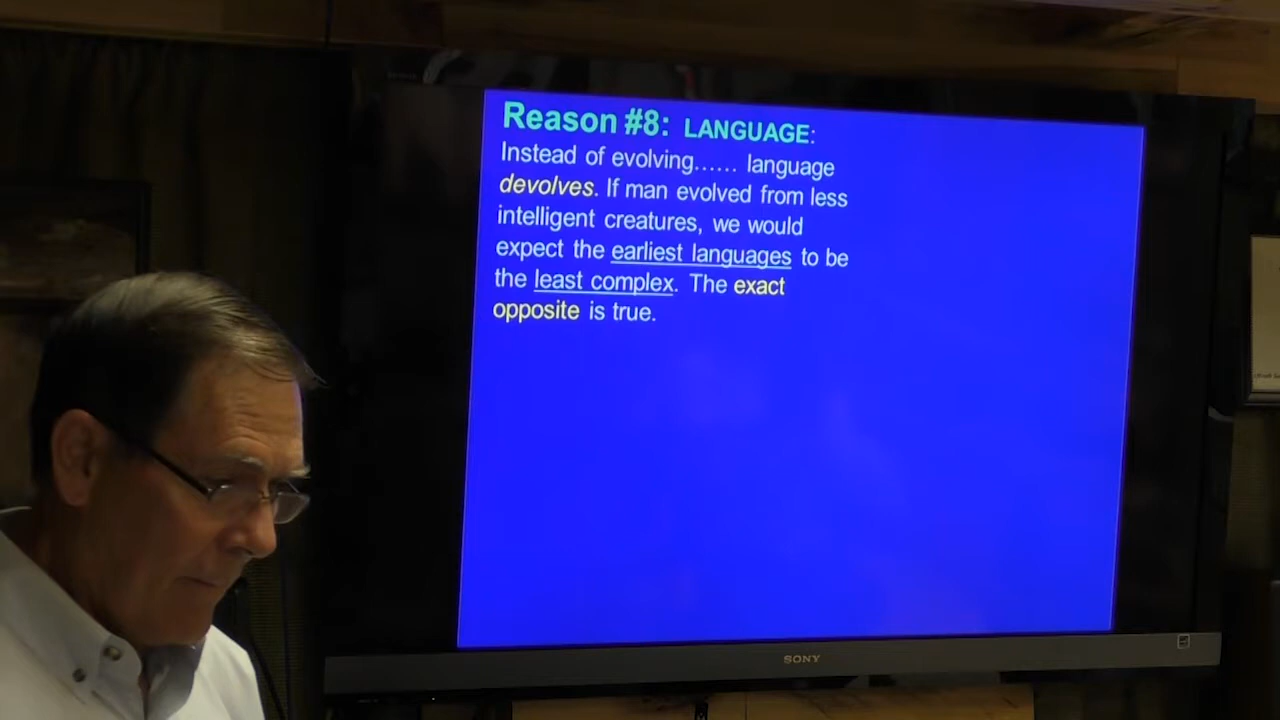 Reason #8: LANGUAGE:
Instead of evolving...... language
devolves. If man evolved from less
intelligent creatures, we would
expect the earliest languages to be
the least complex. The exact
opposite is true.
SONY